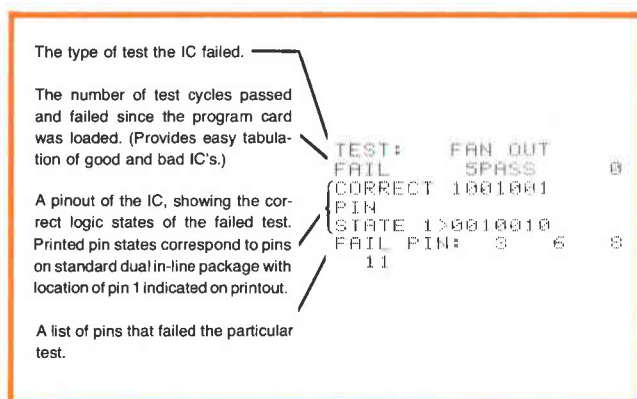 The type of test the IC failed.
The number of test cycles passed
and failed since the program card
was loaded. (Provides easy tabula-
tion of good and bad IC's.)
A pinout of the IC, showing the cor-
rect logic states of the failed test.
Printed pin states correspond to pins
on standard dual in-line package with
location of pin 1 indicated on printout.
A list of pins that failed the particular
test.
TEST: FAN OUT
FAIL 5PASS 0
CORRECT 1001001
PIN
STATE 1>0010010
FAIL PIN: 3 6 8
11